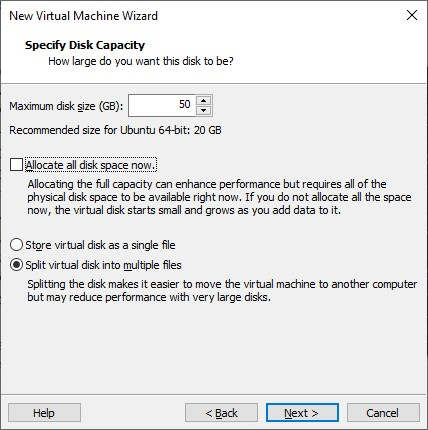 New Virtual Machine Wizard
Specify Disk Capacity
How large do you want this disk to be?
Maximum disk size (GB): 50
Recommended size for Ubuntu 64-bit: 20 GB
Allocate all disk space now.
Allocating the full capacity can enhance performance but requires all of the
physical disk space to be available right now. If you do not allocate all the space
now, the virtual disk starts small and grows as you add data to it.
Store virtual disk as a single file
Split virtual disk into multiple files
Splitting the disk makes it easier to move the virtual machine to another computer
but may reduce performance with very large disks.
Help < Back Next > Cancel